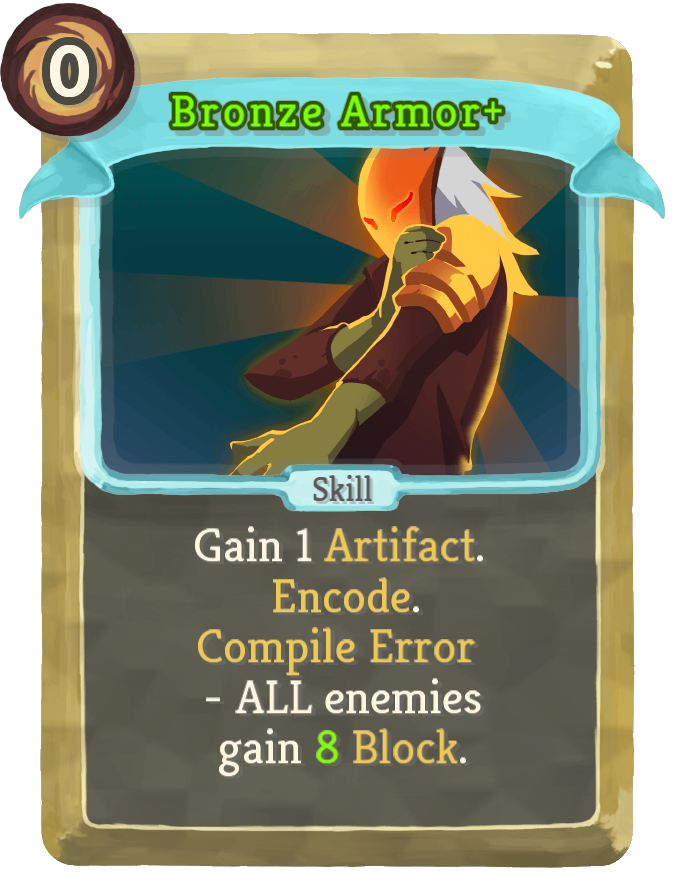 0
Bronze Armor+
Skill
Gain 1 Artifact.
Encode.
Compile Error
- ALL enemies
gain 8 Block.